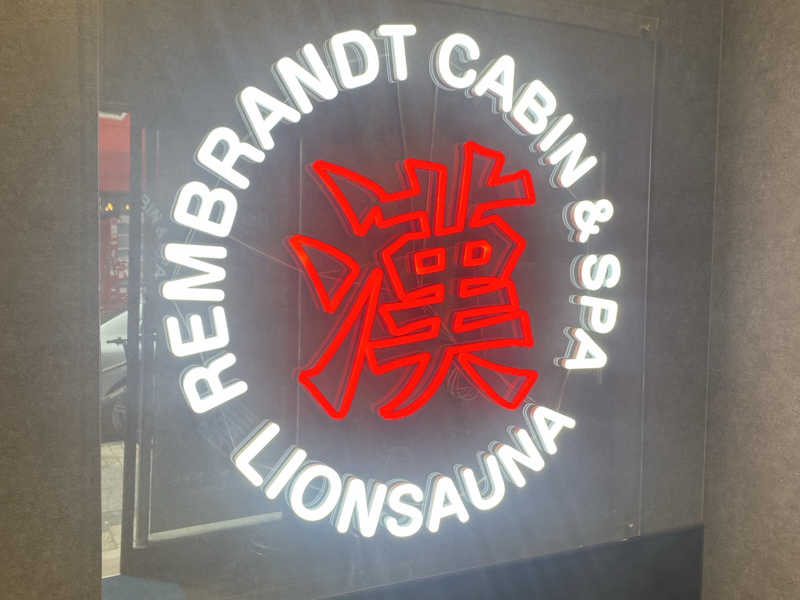 REMBRANDT CABIN & SPA
漢
LIONSAUNA